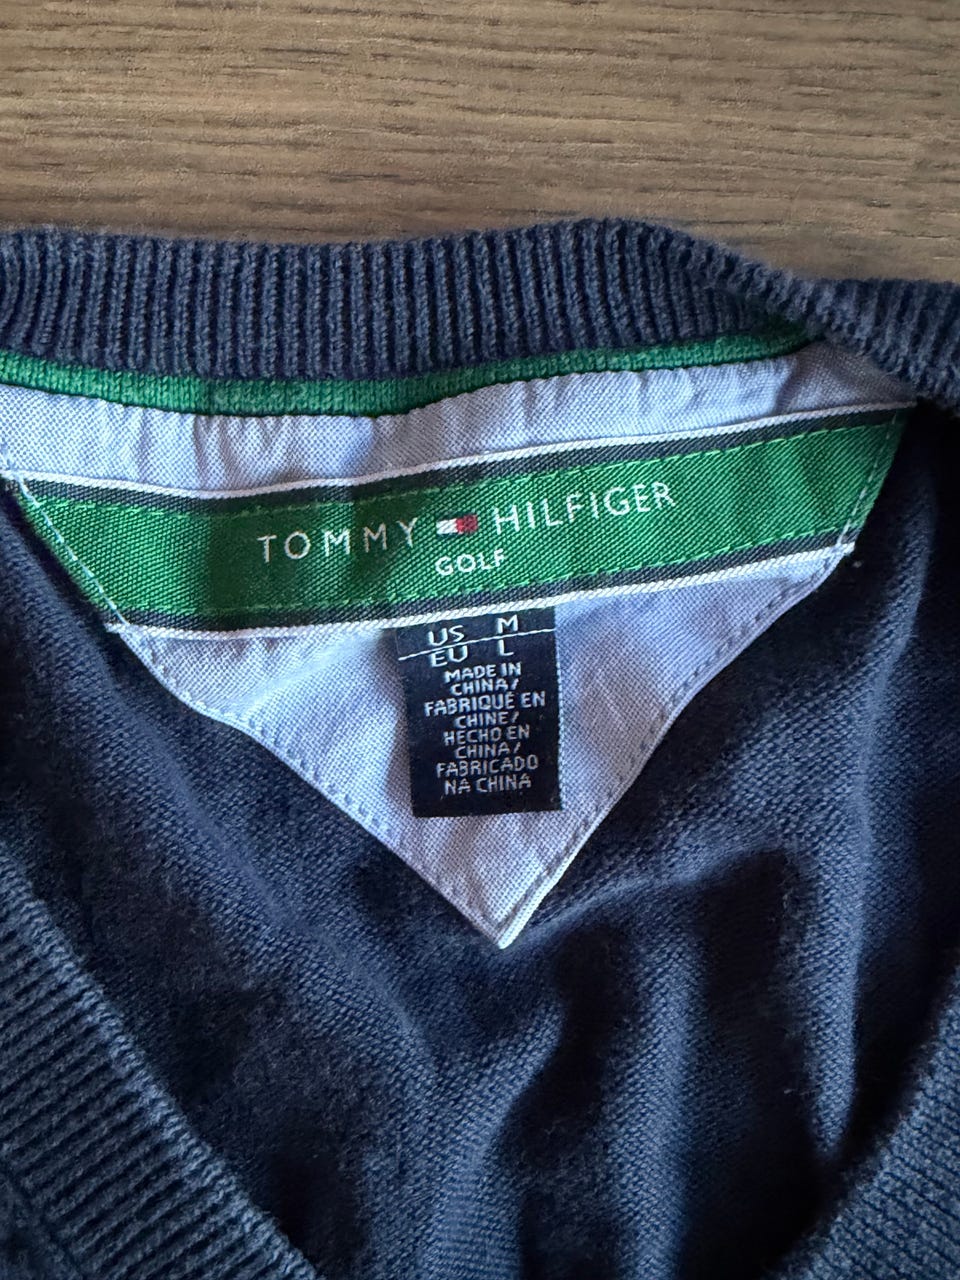 TOMMY HILFIGER
GOLF
US M
EU L
MADE IN
CHINA/
FABRIQUÉ EN
CHINE/
HECHO EN
CHINA/
FABRICADO
NA CHINA